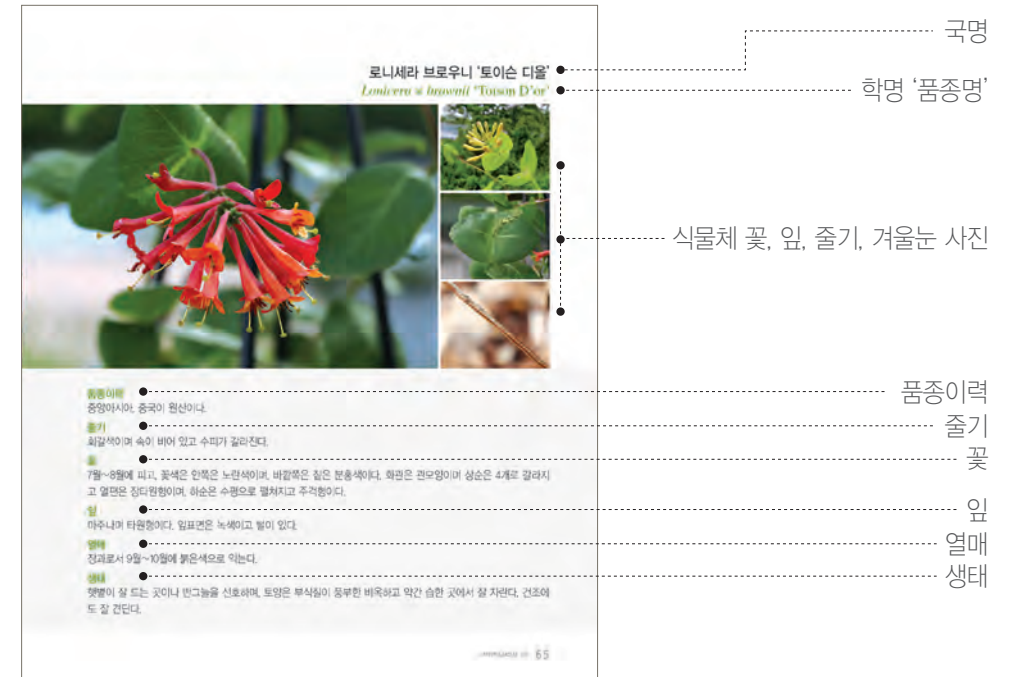 국명
로니세라 브로우니 '토이슨 디올'
학명 '품종명'
Lonicera x brownii 'Toison D'or'
식물체 꽃, 잎, 줄기, 겨울눈 사진
품종이력
품종이력
중앙아시아, 중국이 원산이다.
줄기
줄기
회갈색이며 속이 비어 있고 수피가 갈라진다.
꽃
꽃
7월~8월에 피고, 꽃색은 안쪽은 노란색이며, 바깥쪽은 짙은 분홍색이다. 화관은 관모양이며 상순은 4개로 갈라지
고 열편은 장타원형이며, 하순은 수평으로 펼쳐지고 주걱형이다.
잎
잎
마주나며 타원형이다. 잎표면은 녹색이고 털이 있다.
열매
열매
장과로서 9월~10월에 붉은색으로 익는다.
생태
생태
햇볕이 잘 드는 곳이나 반그늘을 선호하며, 토양은 부식질이 풍부한 비옥하고 약간 습한 곳에서 잘 자란다. 건조에
도 잘 견딘다.
65